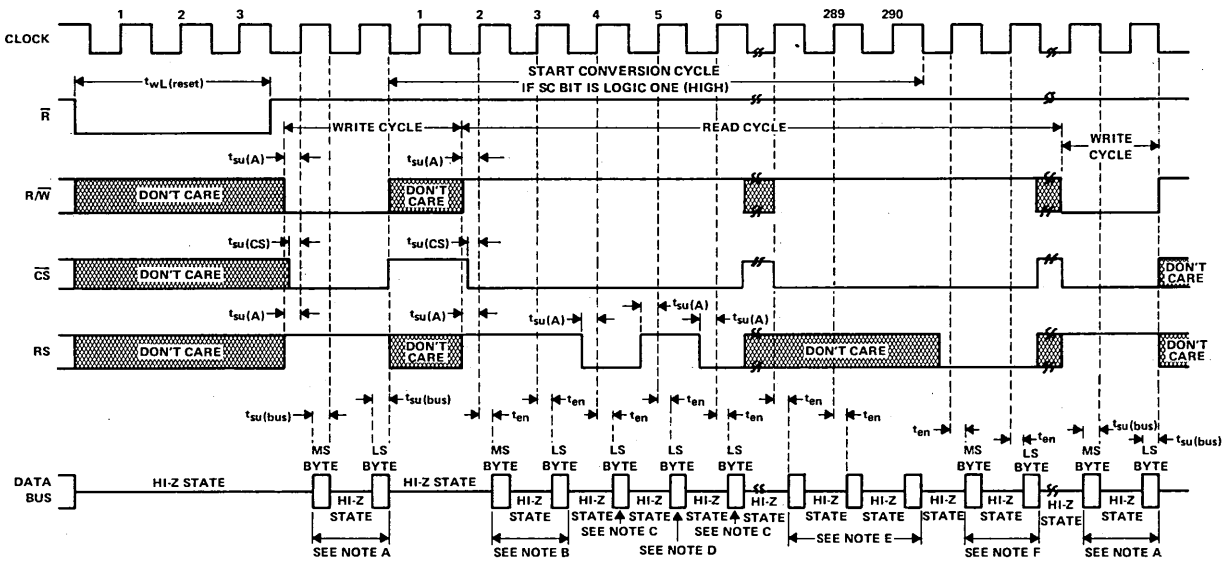 1 2 3 1 2 3 4 5 6 289 290
CLOCK
START CONVERSION CYCLE
IF SC BIT IS LOGIC ONE (HIGH)
twL(reset)
R
WRITE CYCLE
READ CYCLE
WRITE
CYCLE
tsu(A) tsu(A)
R/W
DON'T CARE
DON'T
CARE
tsu(CS) tsu(CS)
CS
DON'T CARE
DON'T
CARE
tsu(A) tsu(A) tsu(A) tsu(A) tsu(A)
RS
DON'T CARE
DON'T
CARE
DON'T CARE
DON'T
CARE
tsu(bus) tsu(bus) ten ten ten ten ten ten ten ten ten tsu(bus) tsu(bus)
MS
BYTE
LS
BYTE
MS
BYTE
LS
BYTE
LS
BYTE
LS
BYTE
LS
BYTE
MS
BYTE
LS
BYTE
MS
BYTE
LS
BYTE
DATA
BUS
HI-Z STATE
HI-Z
STATE
HI-Z STATE
HI-Z
STATE
HI-Z
STATE
HI-Z
STATE
HI-Z
STATE
HI-Z
STATE
HI-Z
STATE
HI-Z
STATE
HI-Z
STATE
HI-Z
STATE
HI-Z
STATE
HI-Z
STATE
SEE NOTE A
SEE NOTE B
SEE NOTE C
SEE NOTE D
SEE NOTE C
SEE NOTE E
SEE NOTE F
SEE NOTE A